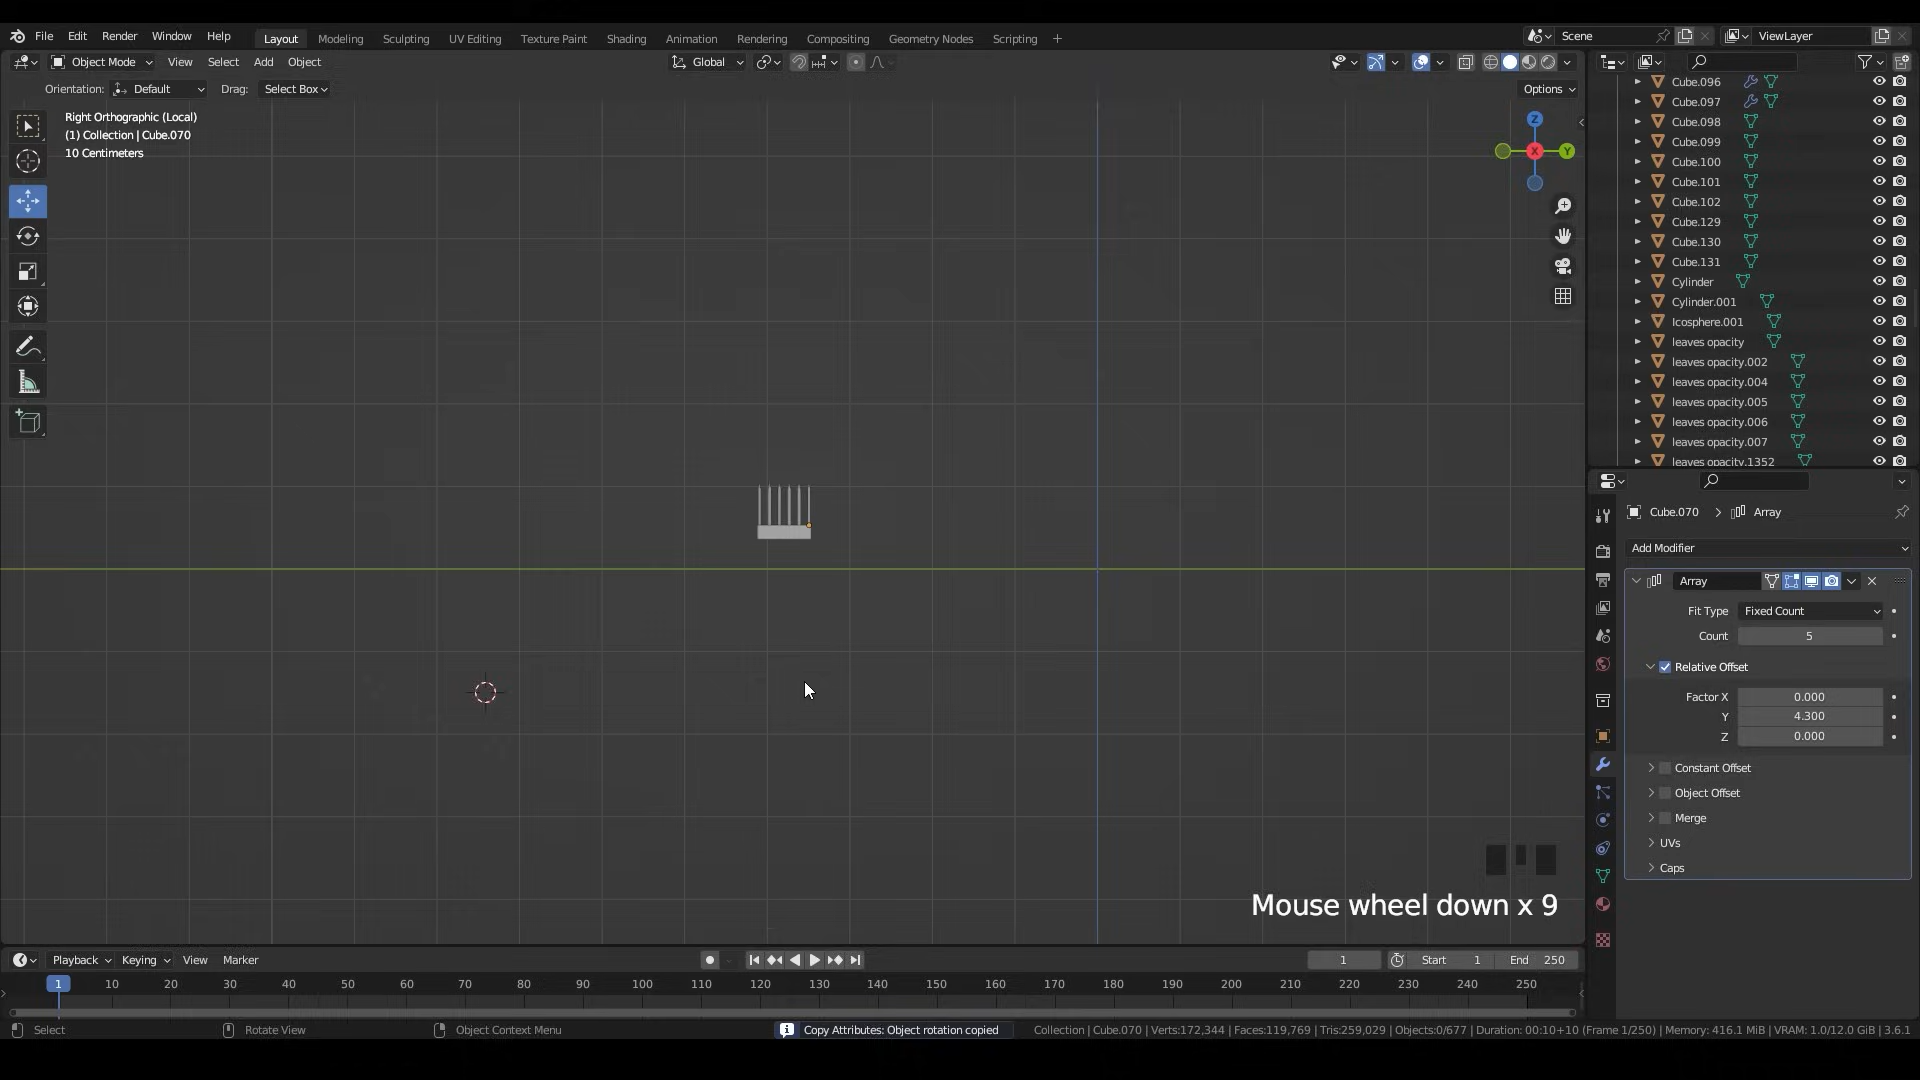 File Edit Render Window Help Layout Modeling Sculpting UV Editing Texture Paint Shading Animation Rendering Compositing Geometry Nodes Scripting + Scene ViewLayer
Object Mode View Select Add Object Global
Orientation: Default Drag: Select Box Options
Right Orthographic (Local)
(1) Collection | Cube.070
10 Centimeters
Z
X
Y
Cube.096
Cube.097
Cube.098
Cube.099
Cube.100
Cube.101
Cube.102
Cube.129
Cube.130
Cube.131
Cylinder
Cylinder.001
Icosphere.001
leaves opacity
leaves opacity.002
leaves opacity.004
leaves opacity.005
leaves opacity.006
leaves opacity.007
leaves opacity.1352
Cube.070 > Array
Add Modifier
Array
Fit Type Fixed Count
Count 5
Relative Offset
Factor X 0.000
Y 4.300
Z 0.000
Constant Offset
Object Offset
Merge
UVs
Caps
Mouse wheel down x 9
Playback Keying View Marker 1 Start 1 End 250
1 10 20 30 40 50 60 70 80 90 100 110 120 130 140 150 160 170 180 190 200 210 220 230 240 250
Select Rotate View Object Context Menu Copy Attributes: Object rotation copied Collection | Cube.070 | Verts:172,344 | Faces:119,769 | Tris:259,029 | Objects:0/677 | Duration: 00:10+10 (Frame 1/250) | Memory: 416.1 MiB | VRAM: 1.0/12.0 GiB | 3.6.1